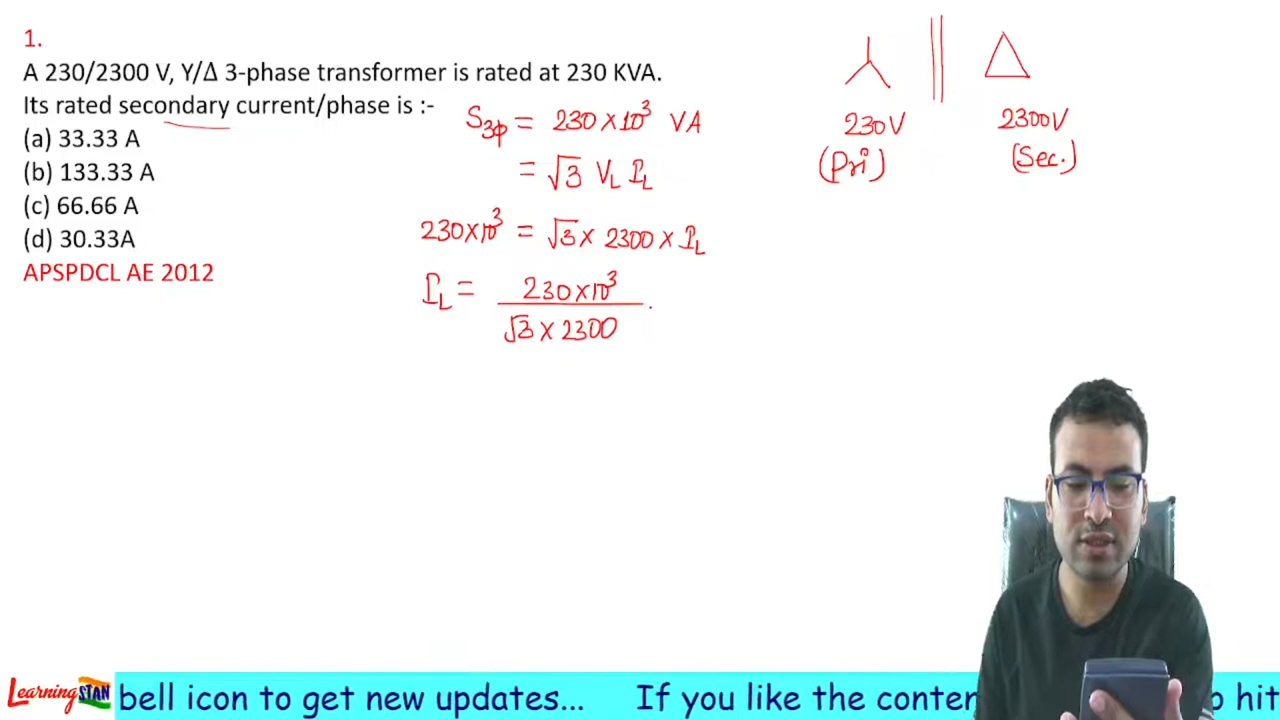 1.
A 230/2300 V, Y/Δ 3-phase transformer is rated at 230 KVA.
Its rated secondary current/phase is :-
(a) 33.33 A
(b) 133.33 A
(c) 66.66 A
(d) 30.33A
APSPDCL AE 2012
S3φ = 230 × 10³ VA
= √3 VL IL
230×10³ = √3 × 2300 × IL
IL = 230×10³
√3 × 2300
230V
(Pri)
2300V
(Sec.)
Learning STAN
bell icon to get new updates... If you like the conten
p hit